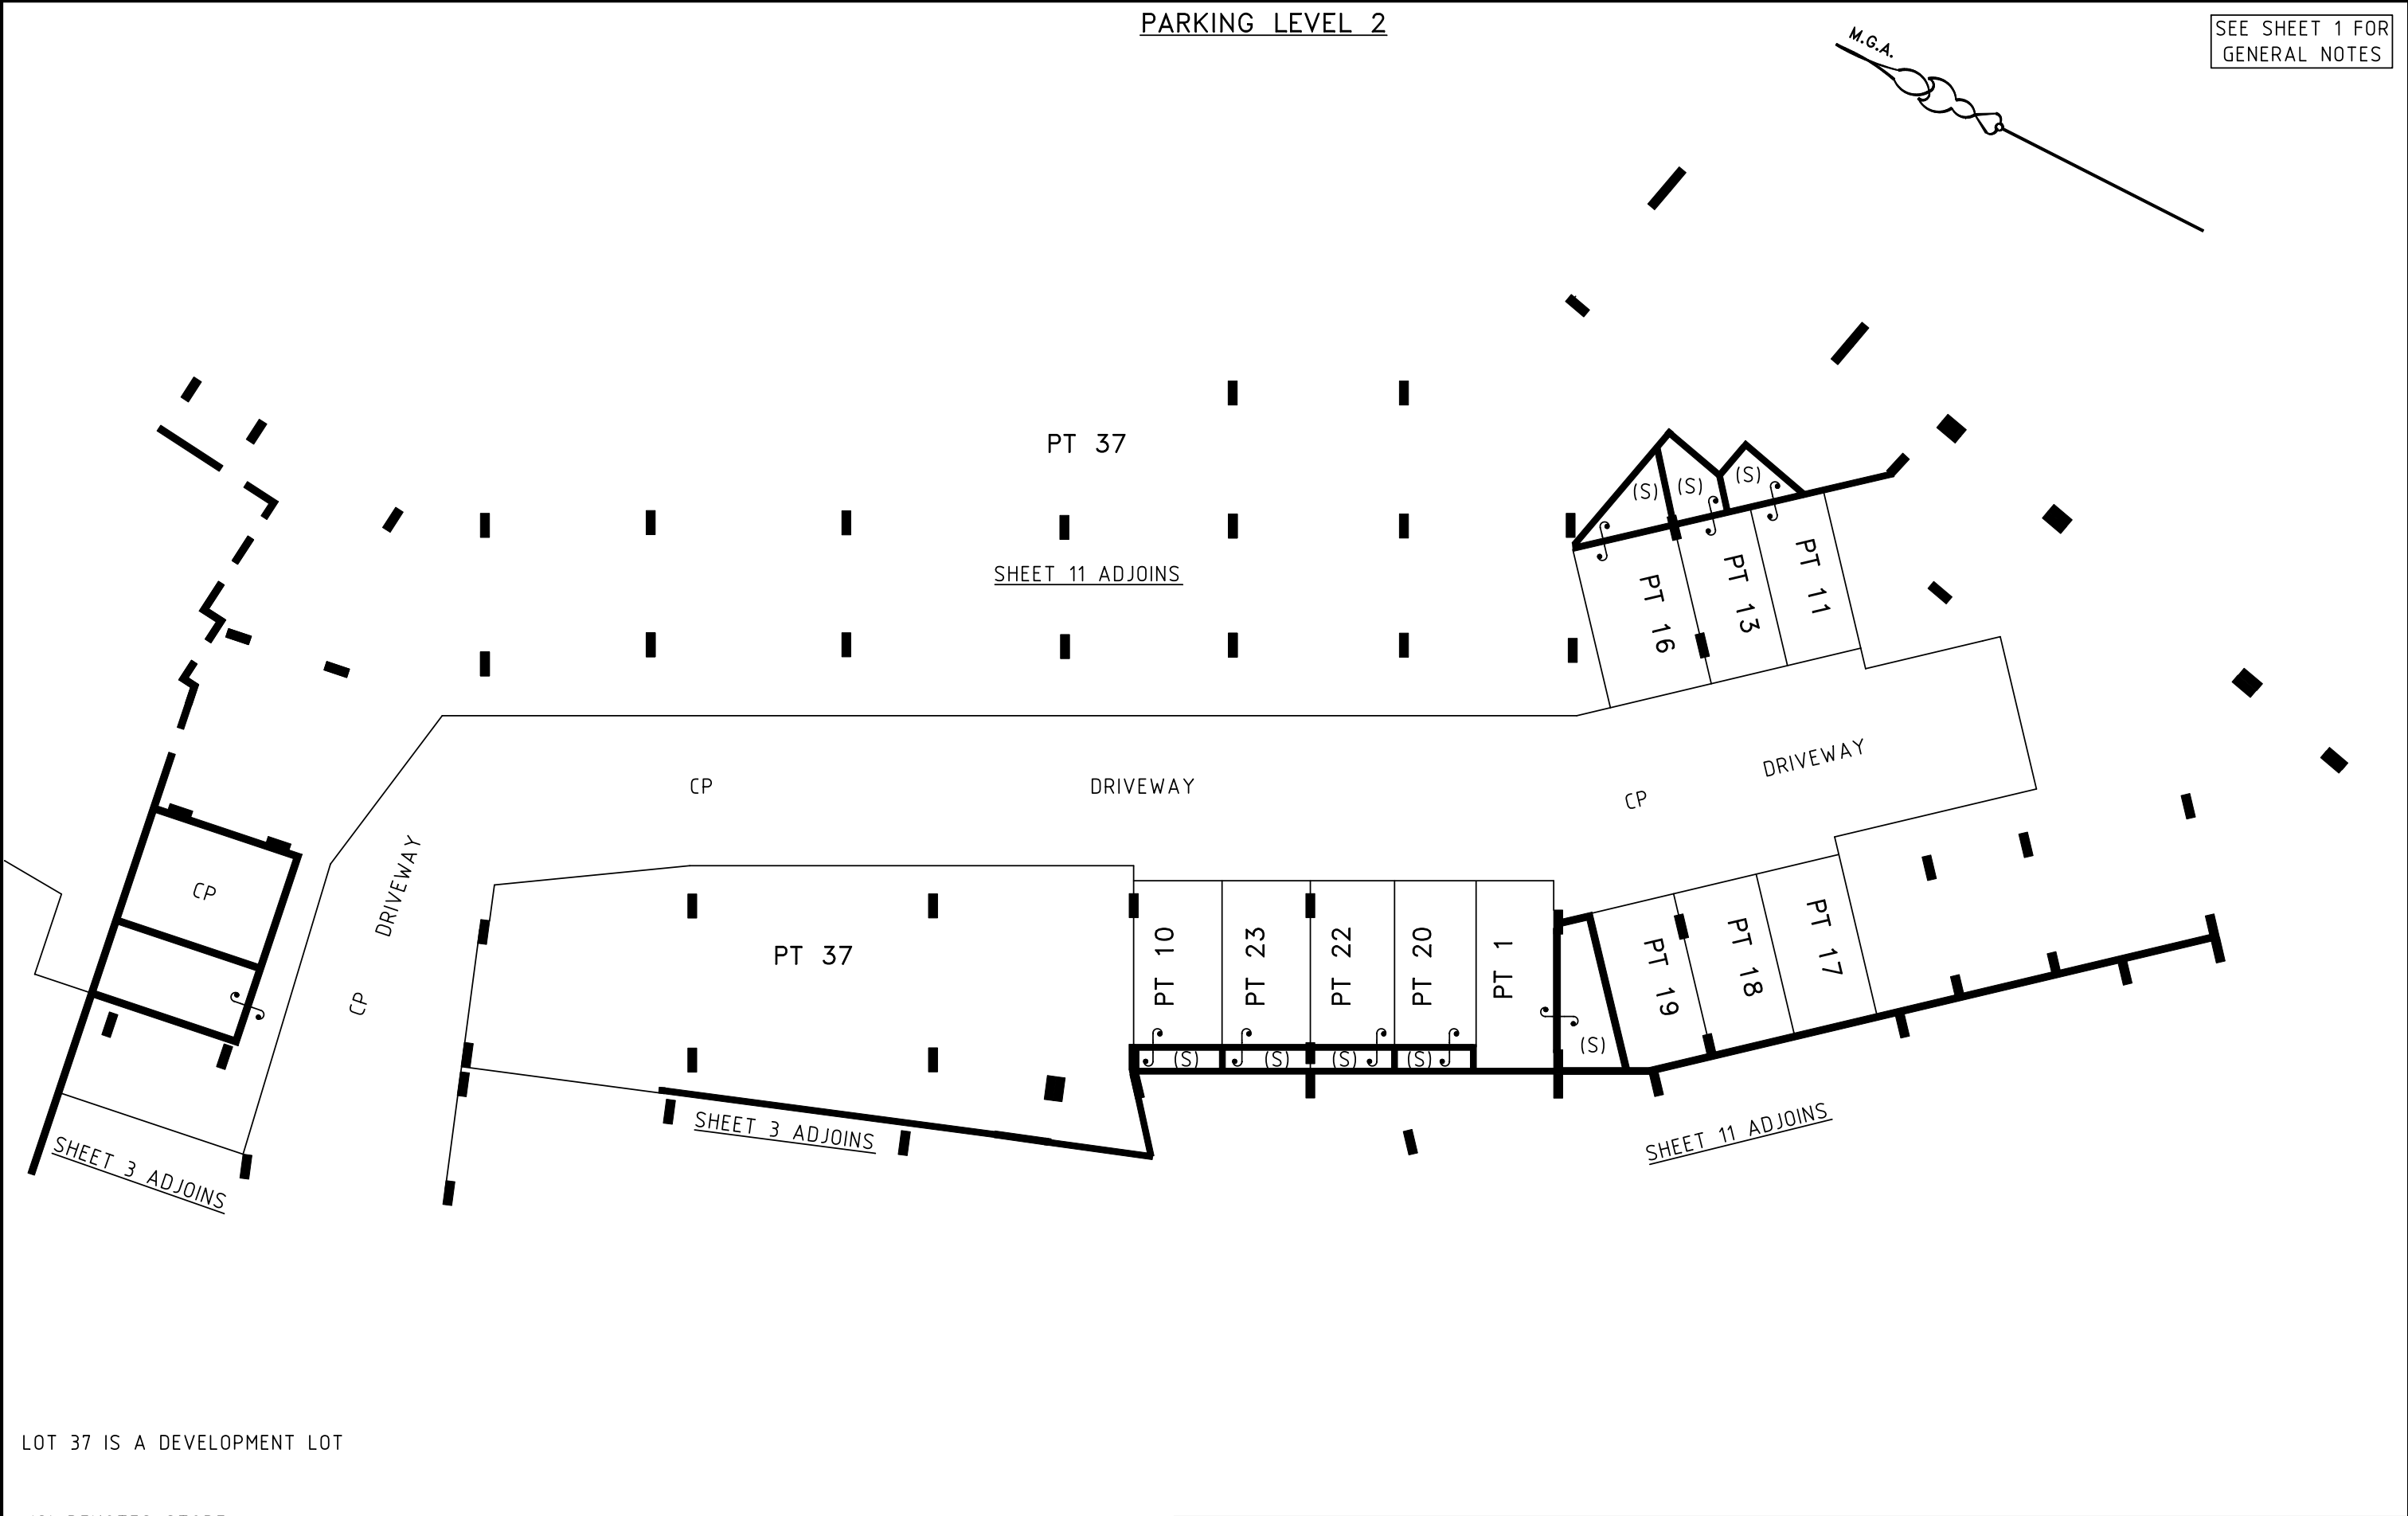 PARKING LEVEL 2
SEE SHEET 1 FOR
GENERAL NOTES
M.G.A.
PT 37
SHEET 11 ADJOINS
(S)
(S)
(S)
PT 16
PT 13
PT 11
CP
DRIVEWAY
CP
DRIVEWAY
CP
DRIVEWAY
CP
PT 37
PT 10
PT 23
PT 22
PT 20
PT 1
PT 19
PT 18
PT 17
(S)
(S)
(S)
(S)
(S)
SHEET 3 ADJOINS
SHEET 3 ADJOINS
SHEET 11 ADJOINS
LOT 37 IS A DEVELOPMENT LOT